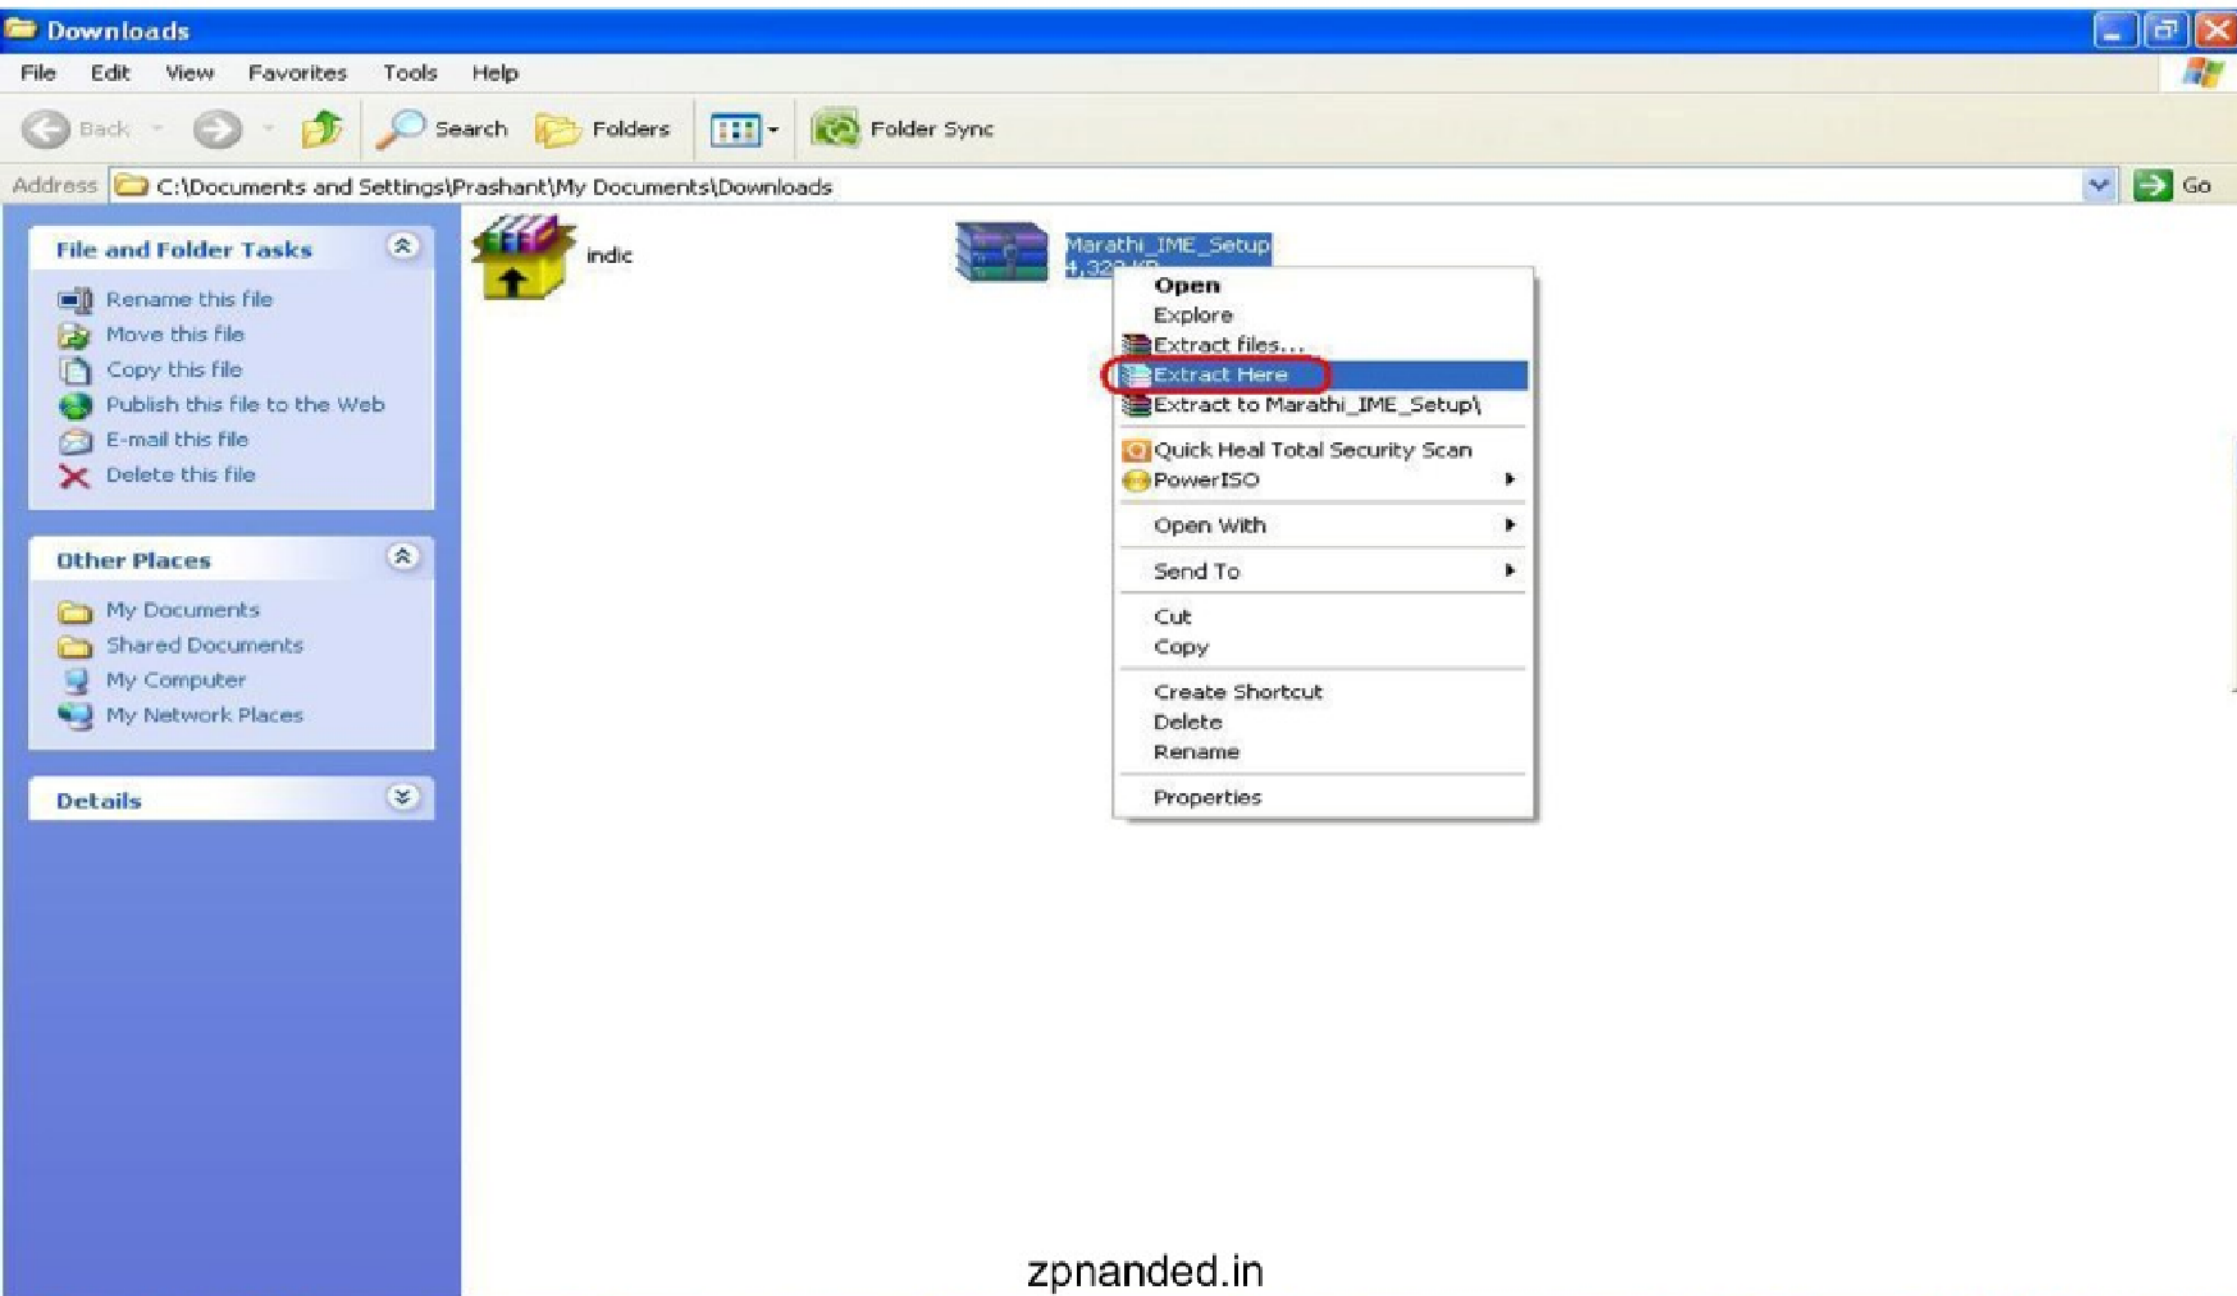 Downloads
File Edit View Favorites Tools Help
Back Search Folders Folder Sync
Address C:\Documents and Settings\Prashant\My Documents\Downloads Go
File and Folder Tasks
Rename this file
Move this file
Copy this file
Publish this file to the Web
E-mail this file
Delete this file
Other Places
My Documents
Shared Documents
My Computer
My Network Places
Details
indic
Marathi_IME_Setup
Open
Explore
Extract files...
Extract Here
Extract to Marathi_IME_Setup\
Quick Heal Total Security Scan
PowerISO
Open With
Send To
Cut
Copy
Create Shortcut
Delete
Rename
Properties
zpnanded.in